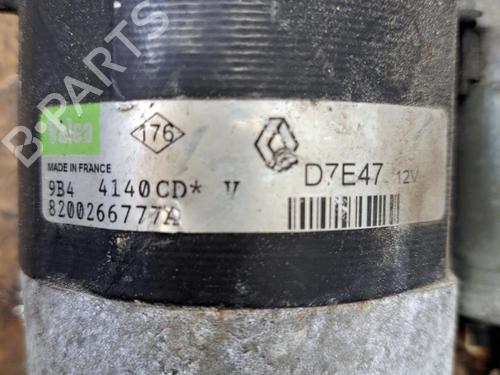 B-PARTS
Valeo
176
MADE IN FRANCE
D7E47 12V
9B4 4140CD* V
8200266777A